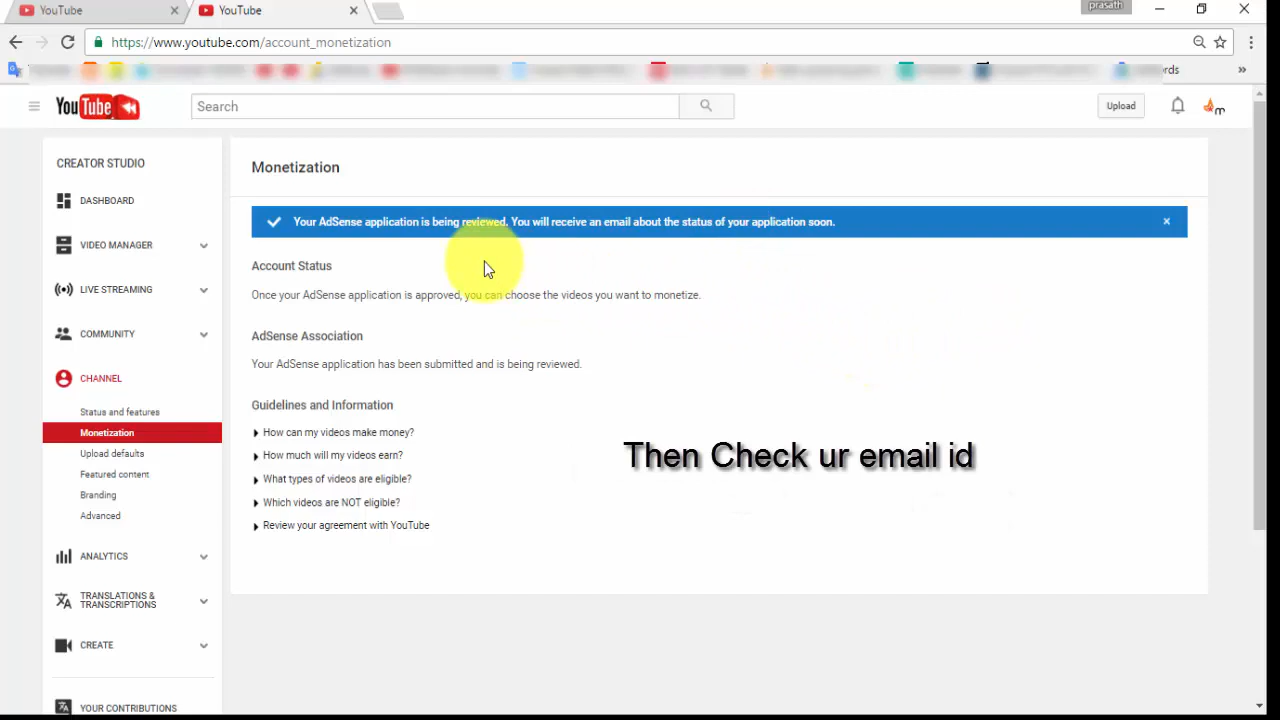 YouTube
YouTube
prasath
https://www.youtube.com/account_monetization
YouTube
Search
Upload
m
CREATOR STUDIO
DASHBOARD
VIDEO MANAGER
LIVE STREAMING
COMMUNITY
CHANNEL
Status and features
Monetization
Upload defaults
Featured content
Branding
Advanced
ANALYTICS
TRANSLATIONS &
TRANSCRIPTIONS
CREATE
YOUR CONTRIBUTIONS
Monetization
Your AdSense application is being reviewed. You will receive an email about the status of your application soon.
Account Status
Once your AdSense application is approved, you can choose the videos you want to monetize.
AdSense Association
Your AdSense application has been submitted and is being reviewed.
Guidelines and Information
How can my videos make money?
How much will my videos earn?
What types of videos are eligible?
Which videos are NOT eligible?
Review your agreement with YouTube
Then Check ur email id